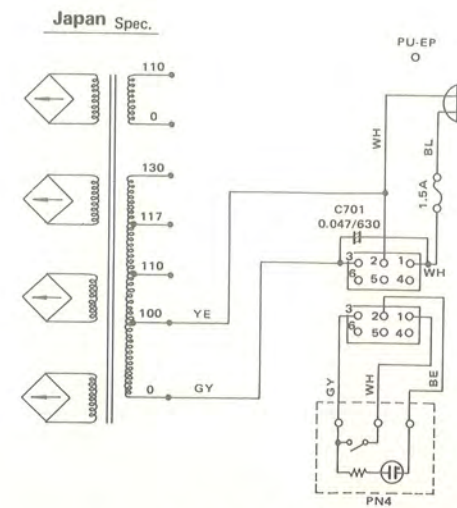 Japan Spec.
PU-EP
110
0
130
117
110
100
0
YE
GY
WH
BL
1.5A
C701
0.047/630
3 2 1
6 5 4
WH
3 2 1
6 5 4
GY
WH
BE
PN4